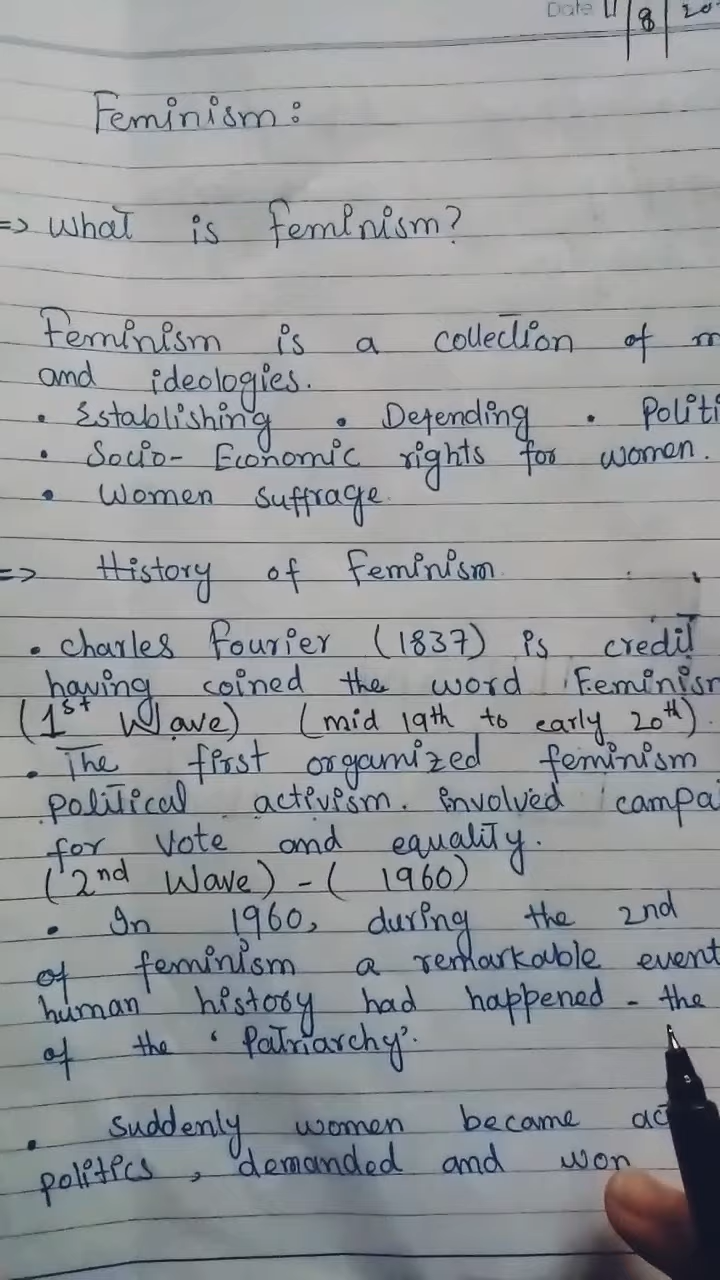 Date 11/8/20
Feminism:
=> What is feminism?
Feminism is a collection of m
and ideologies.
• Establishing • Defending • Politi
• Socio- Economic rights for women.
• Women suffrage.
=> History of Feminism.
• Charles Fourier (1837) is credit
having coined the word 'Feminism
(1st Wave) (mid 19th to early 20th).
• The first organized feminism
political activism. involved campa
for vote and equality.
(2nd Wave) - ( 1960)
• In 1960, during the 2nd
of feminism a remarkable event
human history had happened - the
of the 'Patriarchy'.
• Suddenly women became ac
politics, demanded and won